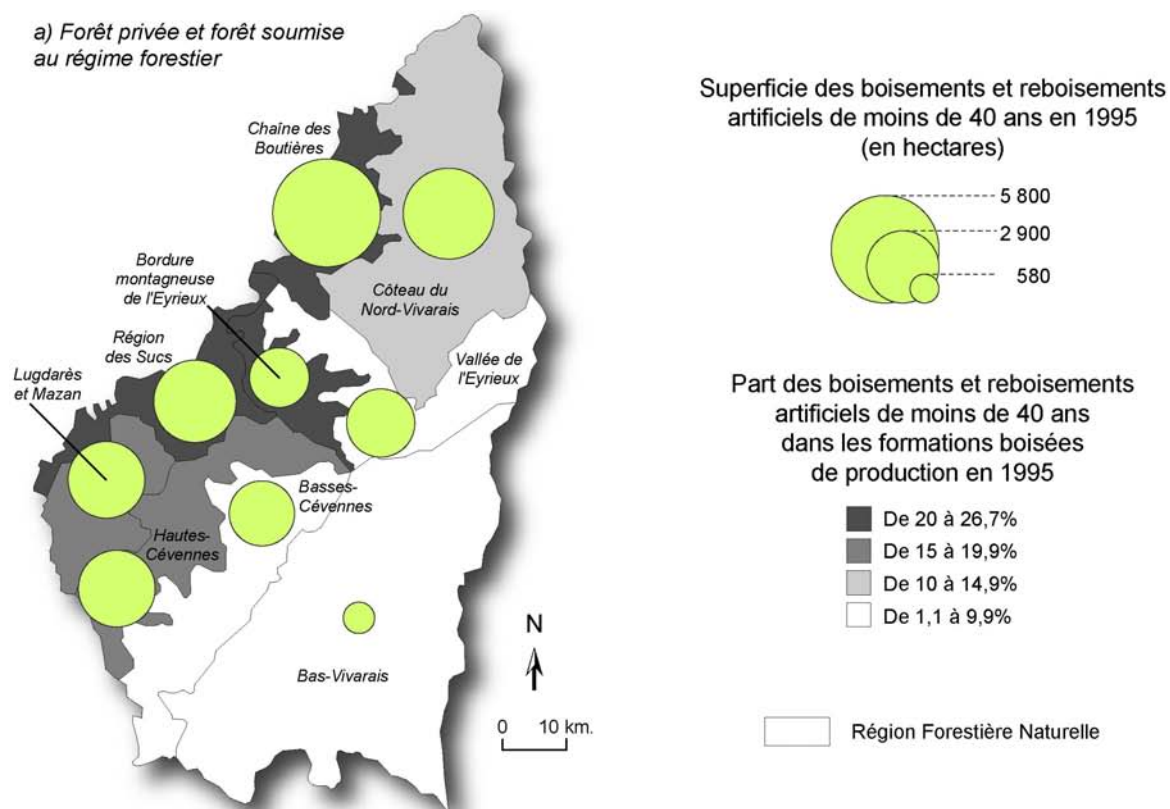 a) Forêt privée et forêt soumise
au régime forestier
Chaîne des
Boutières
Bordure
montagneuse
de l'Eyrieux
Côteau du
Nord-Vivarais
Région
des Sucs
Vallée de
l'Eyrieux
Lugdarès
et Mazan
Basses-
Cévennes
Hautes-
Cévennes
Bas-Vivarais
N
0 10 km.
Superficie des boisements et reboisements
artificiels de moins de 40 ans en 1995
(en hectares)
5 800
2 900
580
Part des boisements et reboisements
artificiels de moins de 40 ans
dans les formations boisées
de production en 1995
De 20 à 26,7%
De 15 à 19,9%
De 10 à 14,9%
De 1,1 à 9,9%
Région Forestière Naturelle